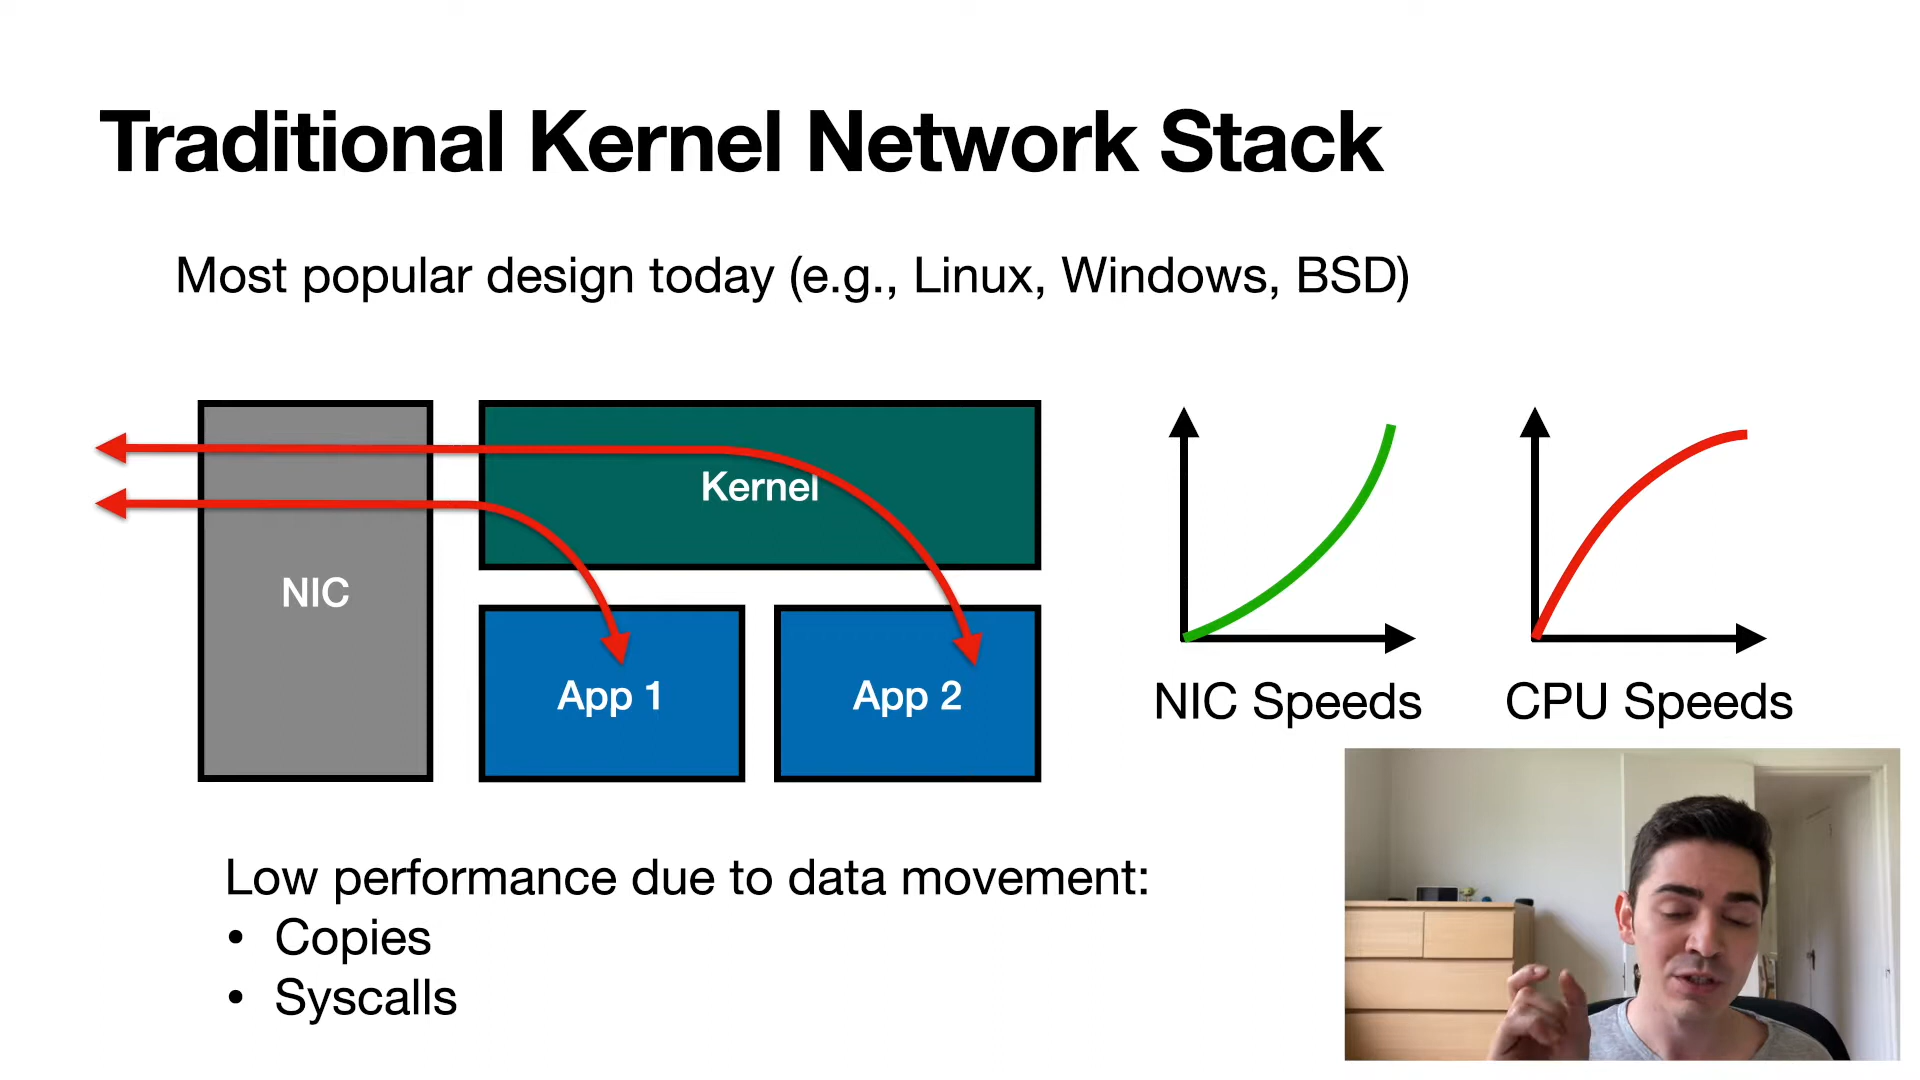 Traditional Kernel Network Stack
Most popular design today (e.g., Linux, Windows, BSD)
NIC
Kernel
App 1
App 2
NIC Speeds
CPU Speeds
Low performance due to data movement:
• Copies
• Syscalls